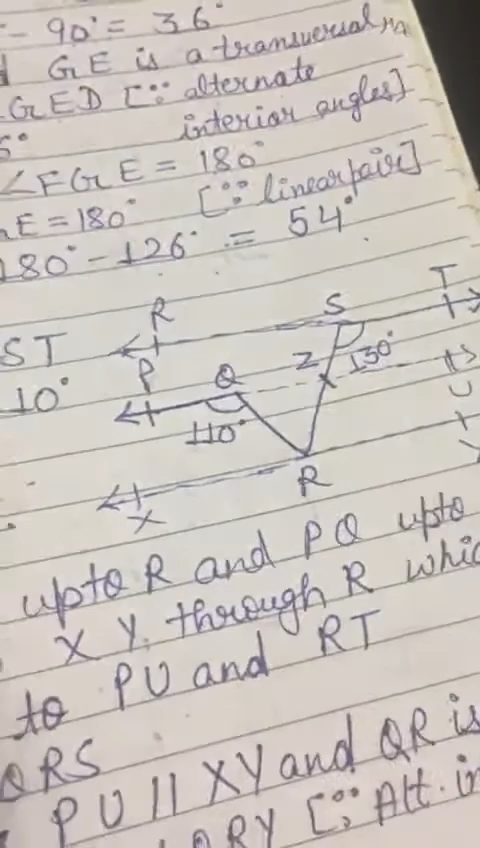 - 90° = 36°
GE is a transversal
GED [∵ alternate
interior angles]
∠FGE = 180°
E = 180° [∵ linear pair]
180° - 126° = 54°
R S T
ST
P Q Z 130°
10°
110° U
R
X Y
upto R and PQ upto
XY through R
to PU and RT
QRS
PU || XY and QR is
QRY [∵ Alt. in